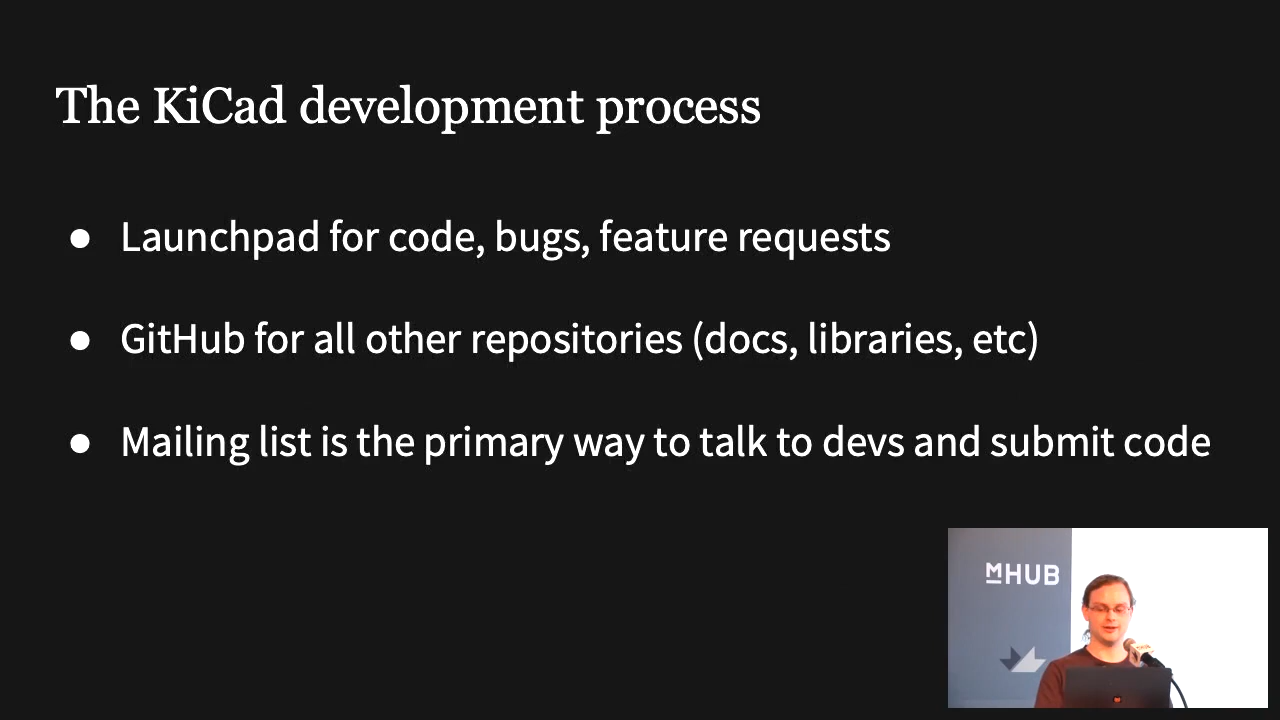 The KiCad development process
● Launchpad for code, bugs, feature requests
● GitHub for all other repositories (docs, libraries, etc)
● Mailing list is the primary way to talk to devs and submit code
MHUB